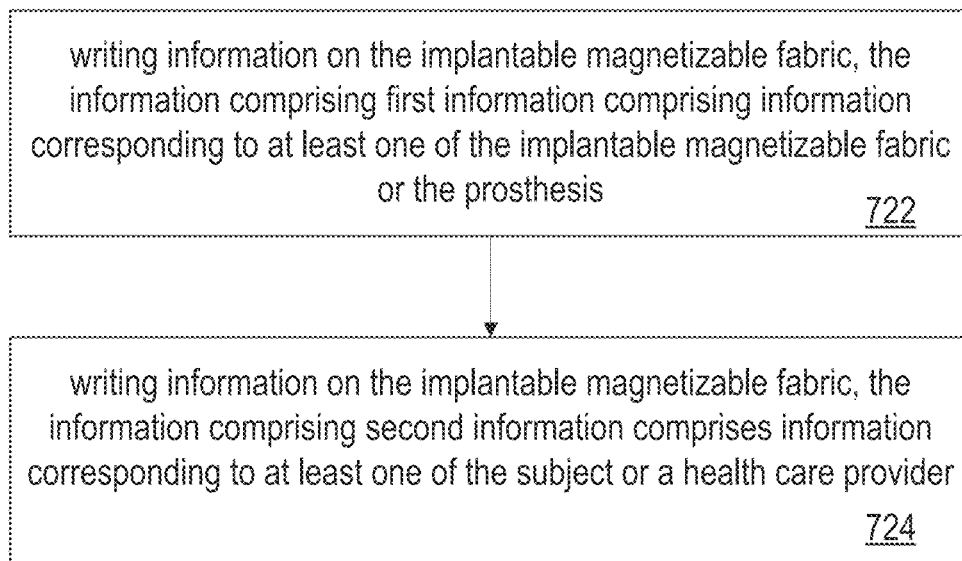 writing information on the implantable magnetizable fabric, the
information comprising first information comprising information
corresponding to at least one of the implantable magnetizable fabric
or the prosthesis
722
writing information on the implantable magnetizable fabric, the
information comprising second information comprises information
corresponding to at least one of the subject or a health care provider
724